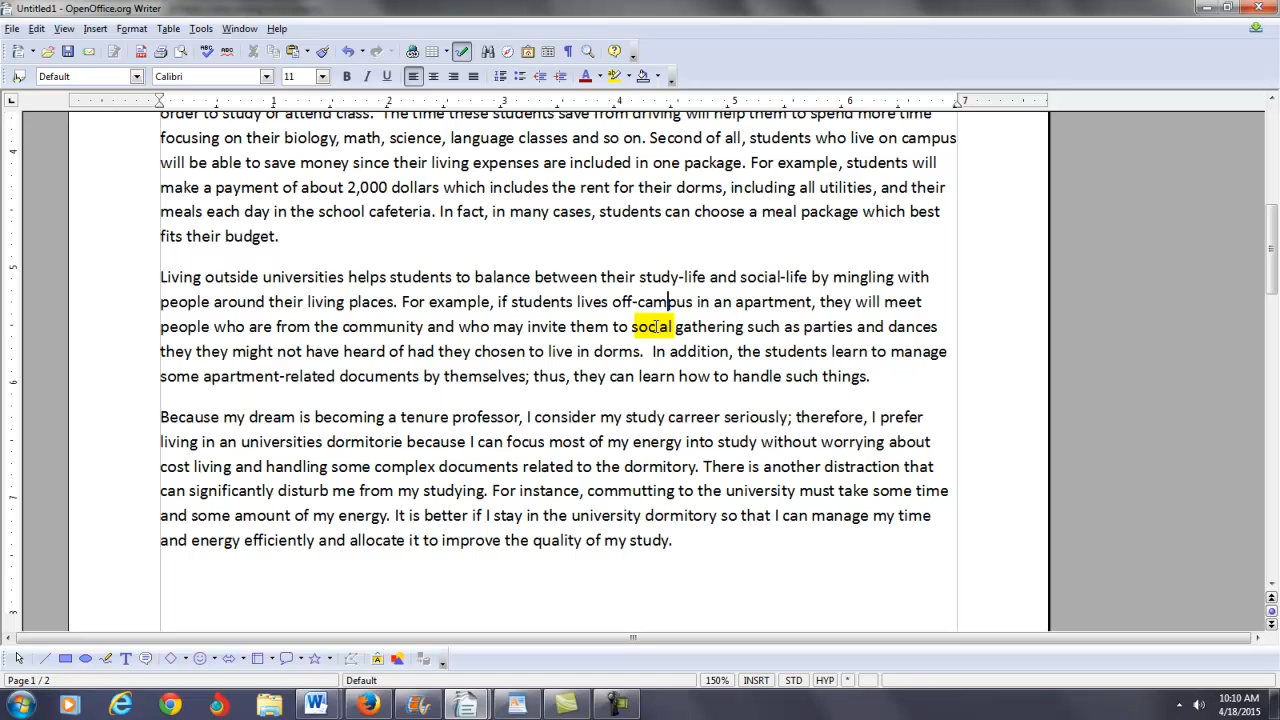 Untitled1 - OpenOffice.org Writer
File Edit View Insert Format Table Tools Window Help
Default Calibri 11 B I U
1 2 3 4 5 6 7
order to study or attend class. The time these students save from driving will help them to spend more time
focusing on their biology, math, science, language classes and so on. Second of all, students who live on campus
will be able to save money since their living expenses are included in one package. For example, students will
make a payment of about 2,000 dollars which includes the rent for their dorms, including all utilities, and their
meals each day in the school cafeteria. In fact, in many cases, students can choose a meal package which best
fits their budget.
Living outside universities helps students to balance between their study-life and social-life by mingling with
people around their living places. For example, if students lives off-campus in an apartment, they will meet
people who are from the community and who may invite them to social gathering such as parties and dances
they they might not have heard of had they chosen to live in dorms. In addition, the students learn to manage
some apartment-related documents by themselves; thus, they can learn how to handle such things.
Because my dream is becoming a tenure professor, I consider my study carreer seriously; therefore, I prefer
living in an universities dormitorie because I can focus most of my energy into study without worrying about
cost living and handling some complex documents related to the dormitory. There is another distraction that
can significantly disturb me from my studying. For instance, commutting to the university must take some time
and some amount of my energy. It is better if I stay in the university dormitory so that I can manage my time
and energy efficiently and allocate it to improve the quality of my study.
4
5
6
7
8
Page 1 / 2 Default 150% INSRT STD HYP *
10:10 AM
4/18/2015